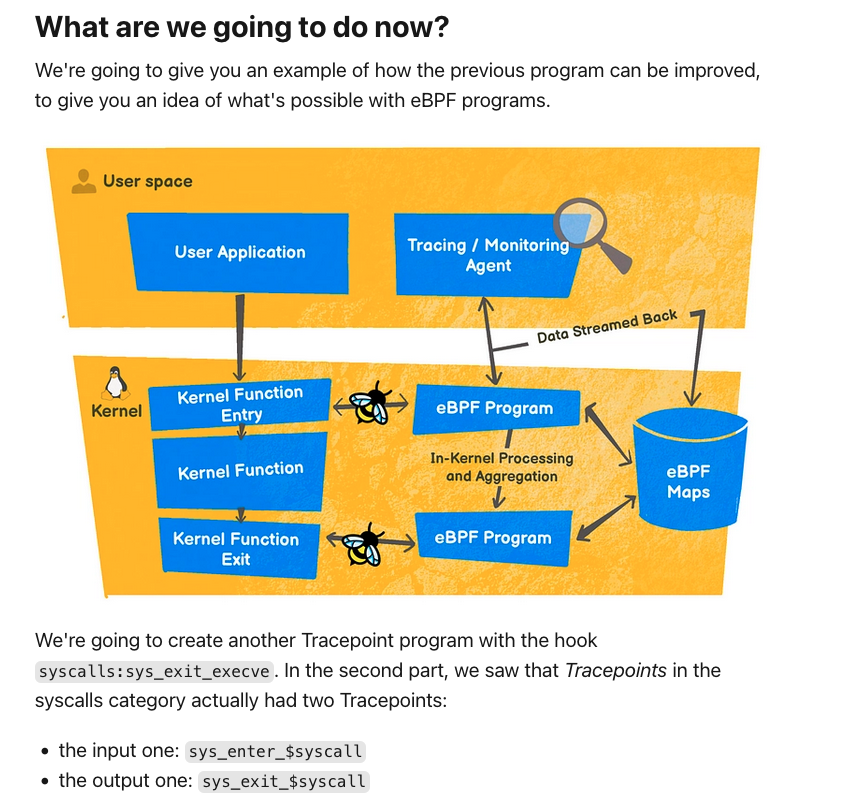 What are we going to do now?
We're going to give you an example of how the previous program can be improved,
to give you an idea of what's possible with eBPF programs.
User space
User Application
Tracing / Monitoring
Agent
Data Streamed Back
Kernel
Kernel Function
Entry
eBPF Program
In-Kernel Processing
and Aggregation
Kernel Function
eBPF
Maps
Kernel Function
Exit
eBPF Program
We're going to create another Tracepoint program with the hook
syscalls:sys_exit_execve. In the second part, we saw that Tracepoints in the
syscalls category actually had two Tracepoints:
• the input one: sys_enter_$syscall
• the output one: sys_exit_$syscall